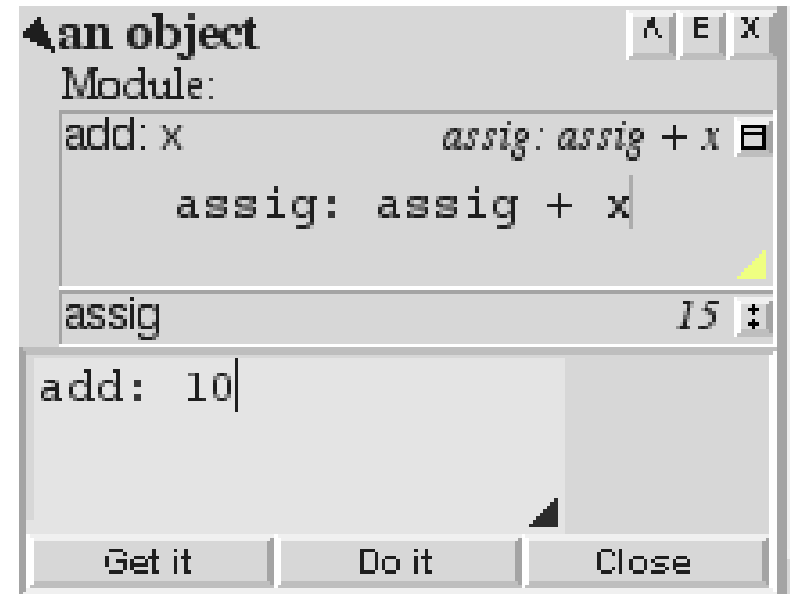 an object Λ E X
Module:
add: x assig: assig + x
assig: assig + x
assig 15 :
add: 10
Get it Do it Close